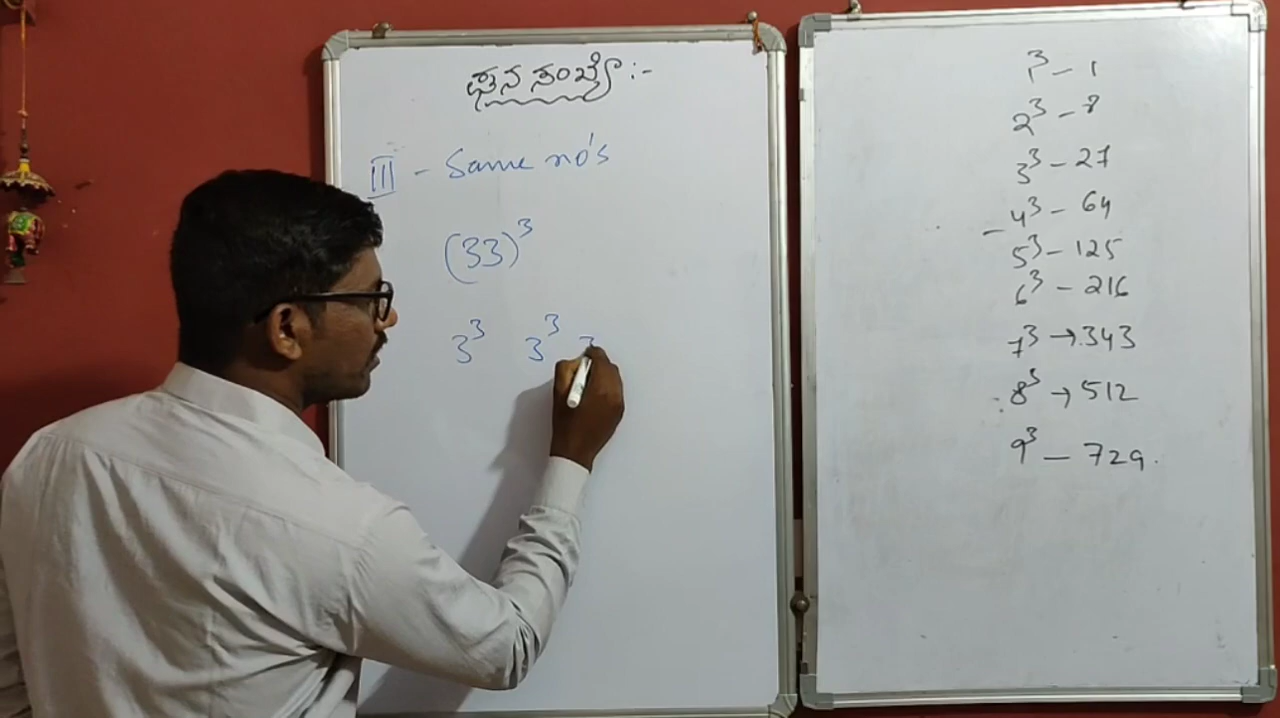 ಘನ ಸಂಖ್ಯೆ :-
III - Same no's
(33)³
3³ 3³ 3
1³ - 1
2³ - 8
3³ - 27
4³ - 64
5³ - 125
6³ - 216
7³ → 343
8³ → 512
9³ - 729.